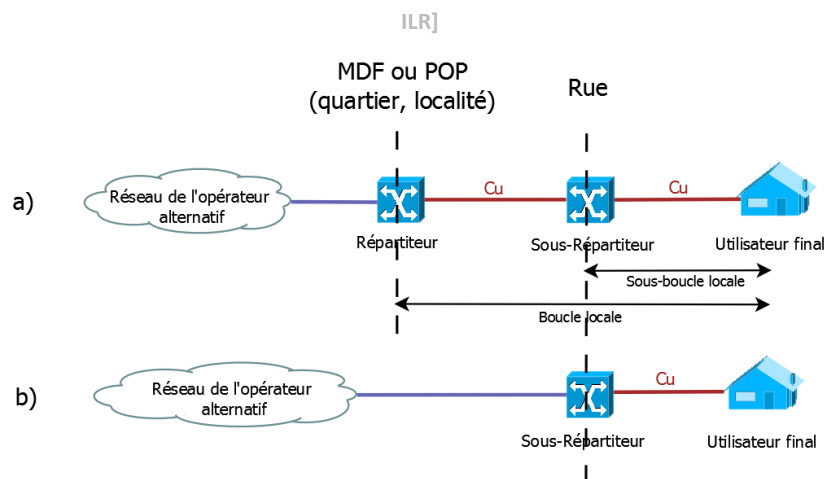 ILR]
MDF ou POP
(quartier, localité)
Rue
a)
Réseau de l'opérateur
alternatif
Cu
Cu
Répartiteur
Sous-Répartiteur
Utilisateur final
Sous-boucle locale
Boucle locale
b)
Réseau de l'opérateur
alternatif
Cu
Sous-Répartiteur
Utilisateur final